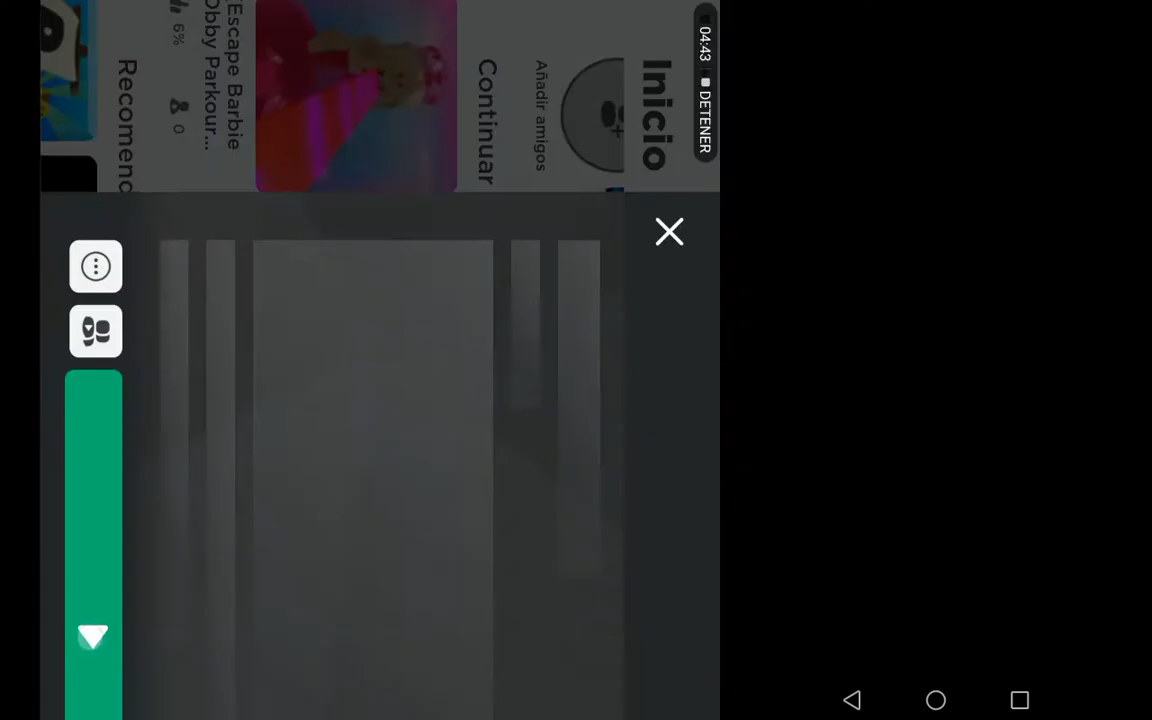 04:43 DETENER
Inicio
Añadir amigos
Continuar
[Escape Barbie
Obby Parkour...
6% 0
Recomend